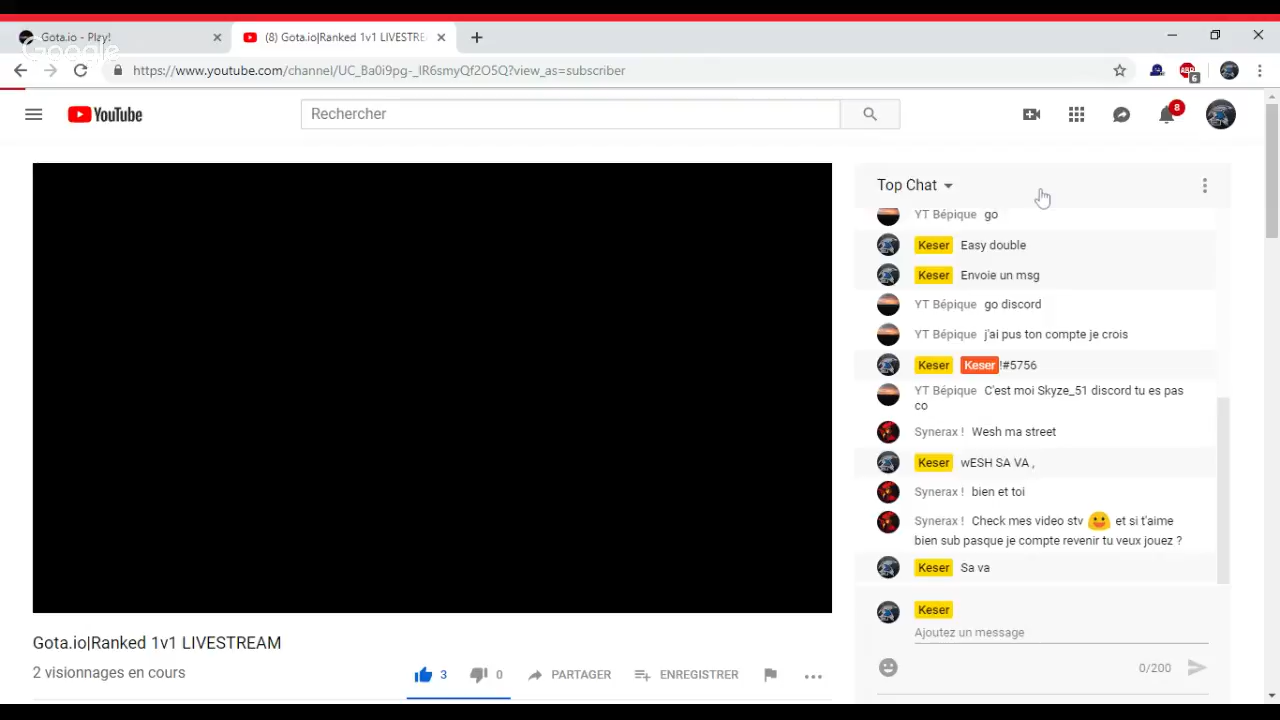 Gota.io - Play!
(8) Gota.io|Ranked 1v1 LIVESTRE
Google
https://www.youtube.com/channel/UC_Ba0i9pg-_lR6smyQf2O5Q?view_as=subscriber
ABP
6
YouTube
Rechercher
8
Top Chat
YT Bépique go
Keser Easy double
Keser Envoie un msg
YT Bépique go discord
YT Bépique j'ai pus ton compte je crois
Keser Keser!#5756
YT Bépique C'est moi Skyze_51 discord tu es pas
co
Synerax ! Wesh ma street
Keser wESH SA VA ,
Synerax ! bien et toi
Synerax ! Check mes video stv et si t'aime
bien sub pasque je compte revenir tu veux jouez ?
Keser Sa va
Keser
Ajoutez un message
0/200
Gota.io|Ranked 1v1 LIVESTREAM
2 visionnages en cours
3 0 PARTAGER ENREGISTRER